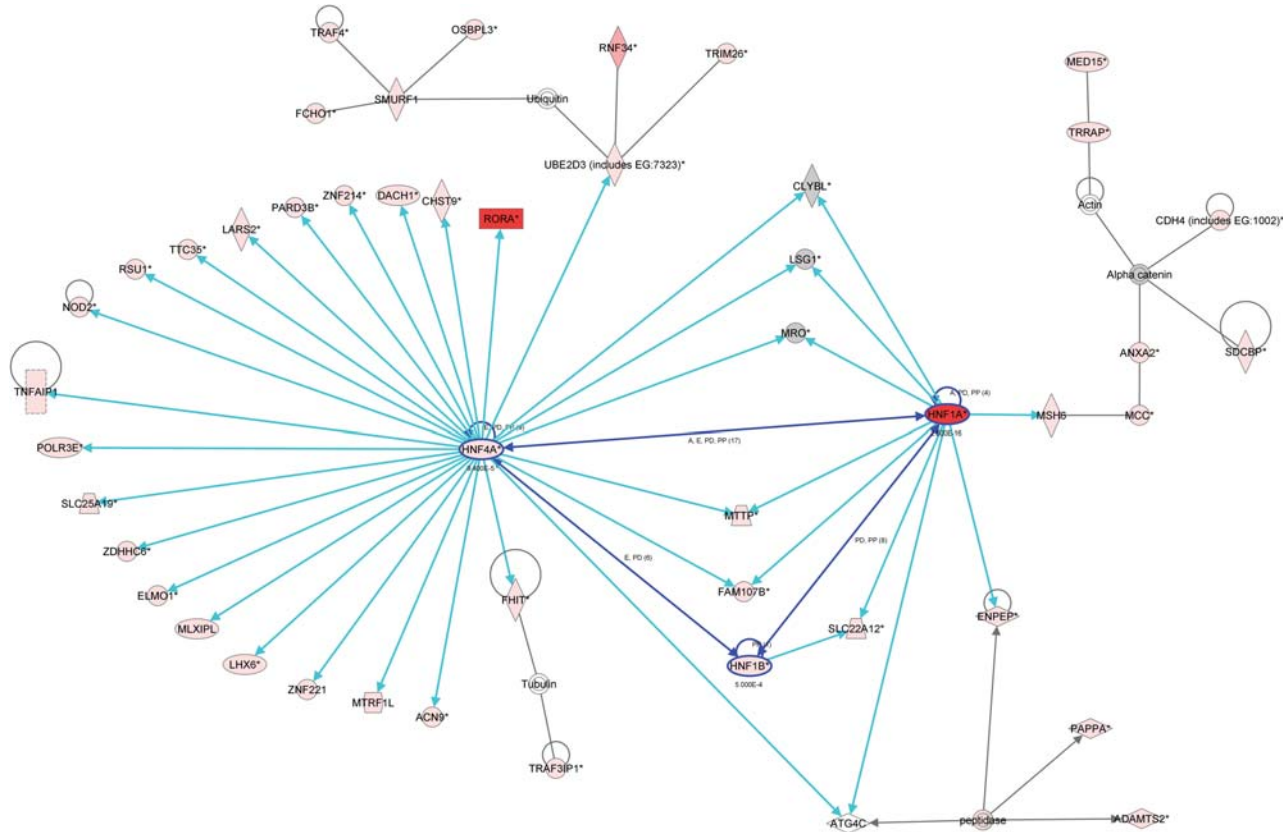 TRAF4*
OSBPL3*
RNF34*
TRIM26*
MED15*
SMURF1
Ubiquitin
FCHO1*
TRRAP*
UBE2D3 (includes EG:7323)*
CLYBL*
ZNF214*
DACH1*
CHST9*
PARD3B*
RORA*
Actin
CDH4 (includes EG:1002)*
LARS2*
TTC35*
RSU1*
LSG1*
Alpha catenin
NOD2*
MRO*
ANXA2*
SDCBP*
TNFAIP1
A, PD, PP (4)
HNF1A*
MSH6
MCC*
HNF4A*
A, E, PD, PP (17)
POLR3E*
SLC25A19*
MTTP*
PD, PP (8)
ZDHHC6*
E, PD (6)
ELMO1*
FHIT*
FAM107B*
MLXIPL
SLC22A12*
ENPEP*
LHX6*
HNF1B*
5.000E-4
ZNF221
Tubulin
MTRF1L
ACN9*
PAPPA*
TRAF3IP1*
ATG4C
peptidase
ADAMTS2*